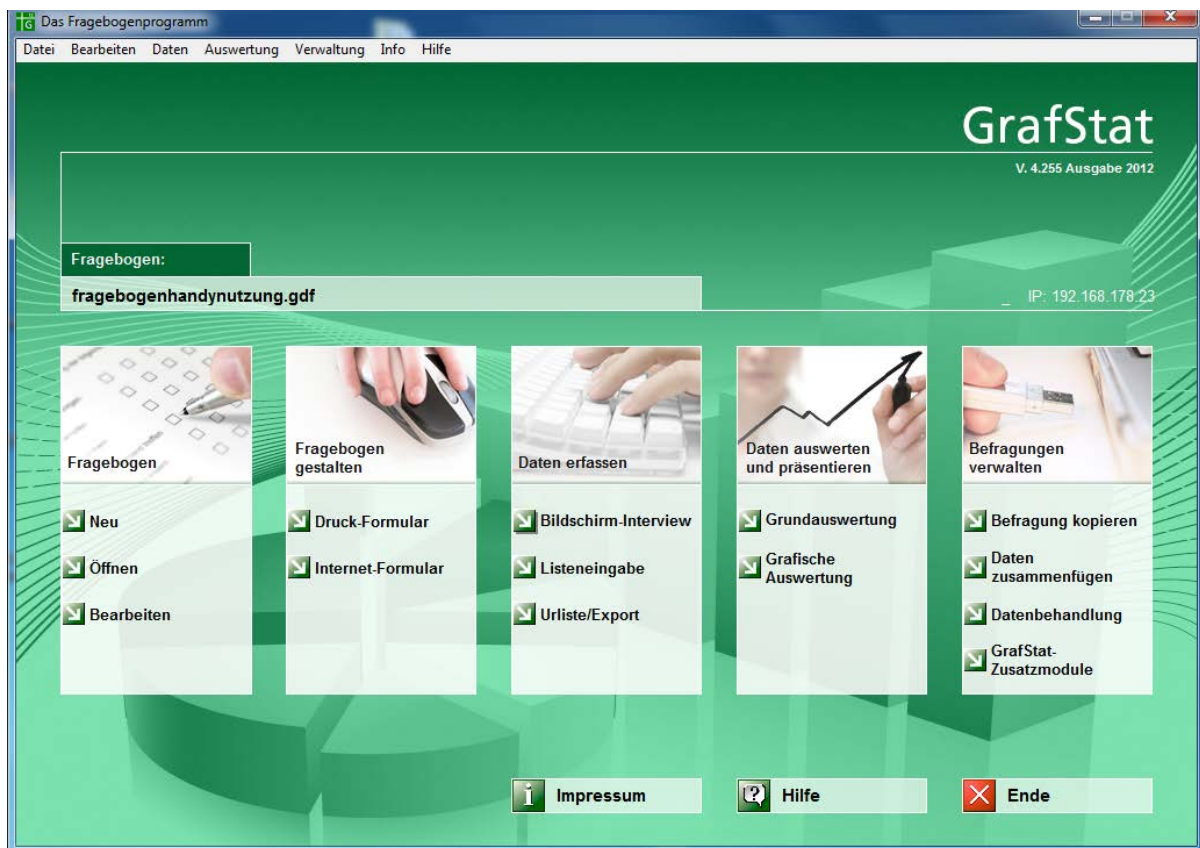 Das Fragebogenprogramm
Datei Bearbeiten Daten Auswertung Verwaltung Info Hilfe
GrafStat
V. 4.255 Ausgabe 2012
Fragebogen:
fragebogenhandynutzung.gdf
_ IP: 192.168.178.23
Fragebogen
Neu
Öffnen
Bearbeiten
Fragebogen
gestalten
Druck-Formular
Internet-Formular
Daten erfassen
Bildschirm-Interview
Listeneingabe
Urliste/Export
Daten auswerten
und präsentieren
Grundauswertung
Grafische
Auswertung
Befragungen
verwalten
Befragung kopieren
Daten
zusammenfügen
Datenbehandlung
GrafStat-
Zusatzmodule
Impressum
Hilfe
Ende